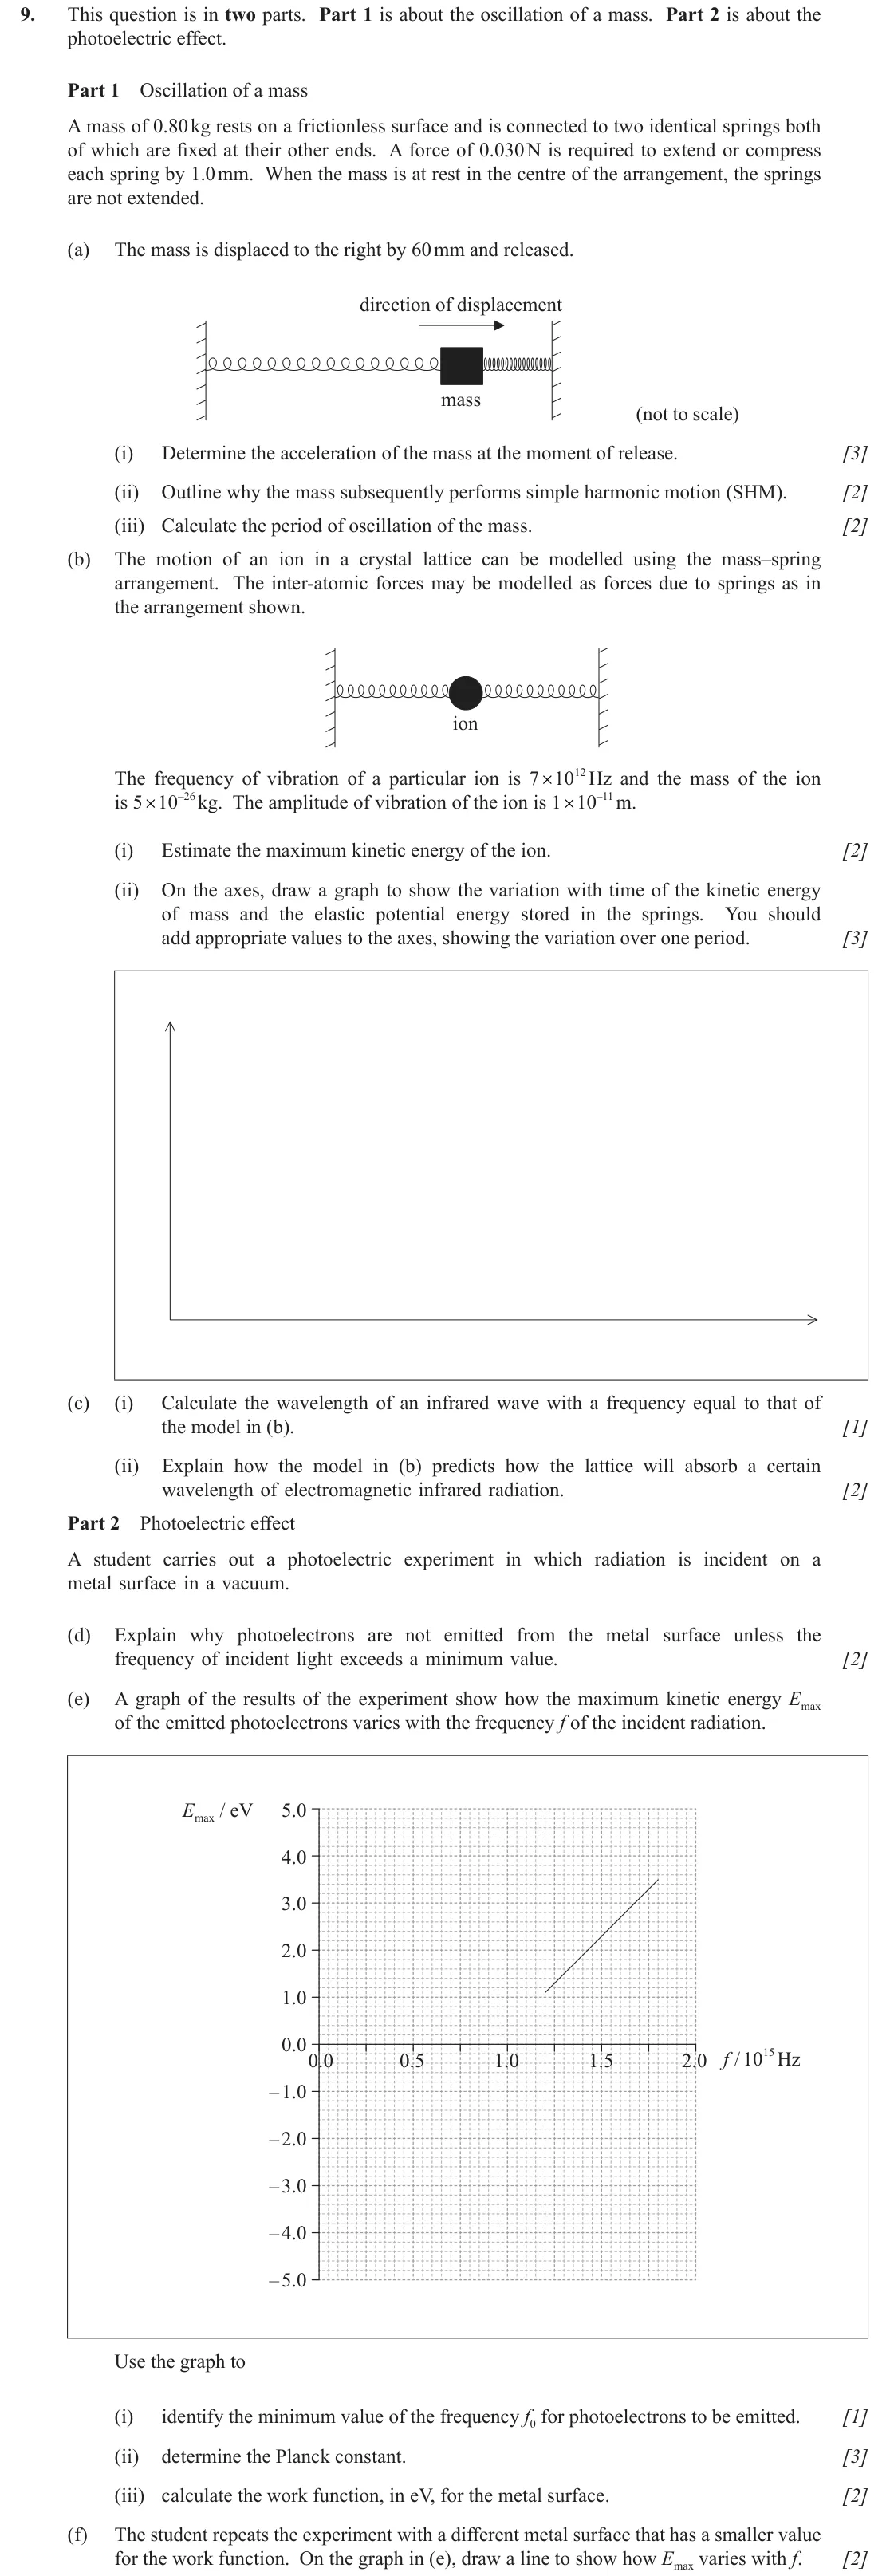 9. This question is in two parts. Part 1 is about the oscillation of a mass. Part 2 is about the
photoelectric effect.
Part 1 Oscillation of a mass
A mass of 0.80 kg rests on a frictionless surface and is connected to two identical springs both
of which are fixed at their other ends. A force of 0.030 N is required to extend or compress
each spring by 1.0 mm. When the mass is at rest in the centre of the arrangement, the springs
are not extended.
(a) The mass is displaced to the right by 60 mm and released.
direction of displacement
mass
(not to scale)
(i) Determine the acceleration of the mass at the moment of release. [3]
(ii) Outline why the mass subsequently performs simple harmonic motion (SHM). [2]
(iii) Calculate the period of oscillation of the mass. [2]
(b) The motion of an ion in a crystal lattice can be modelled using the mass–spring
arrangement. The inter-atomic forces may be modelled as forces due to springs as in
the arrangement shown.
ion
The frequency of vibration of a particular ion is 7×10¹² Hz and the mass of the ion
is 5×10⁻²⁶ kg. The amplitude of vibration of the ion is 1×10⁻¹¹ m.
(i) Estimate the maximum kinetic energy of the ion. [2]
(ii) On the axes, draw a graph to show the variation with time of the kinetic energy
of mass and the elastic potential energy stored in the springs. You should
add appropriate values to the axes, showing the variation over one period. [3]
(c) (i) Calculate the wavelength of an infrared wave with a frequency equal to that of
the model in (b). [1]
(ii) Explain how the model in (b) predicts how the lattice will absorb a certain
wavelength of electromagnetic infrared radiation. [2]
Part 2 Photoelectric effect
A student carries out a photoelectric experiment in which radiation is incident on a
metal surface in a vacuum.
(d) Explain why photoelectrons are not emitted from the metal surface unless the
frequency of incident light exceeds a minimum value. [2]
(e) A graph of the results of the experiment show how the maximum kinetic energy Emax
of the emitted photoelectrons varies with the frequency f of the incident radiation.
Emax / eV 5.0
4.0
3.0
2.0
1.0
0.0
0.0 0.5 1.0 1.5 2.0 f / 10¹⁵ Hz
–1.0
–2.0
–3.0
–4.0
–5.0
Use the graph to
(i) identify the minimum value of the frequency f₀ for photoelectrons to be emitted. [1]
(ii) determine the Planck constant. [3]
(iii) calculate the work function, in eV, for the metal surface. [2]
(f) The student repeats the experiment with a different metal surface that has a smaller value
for the work function. On the graph in (e), draw a line to show how Emax varies with f. [2]